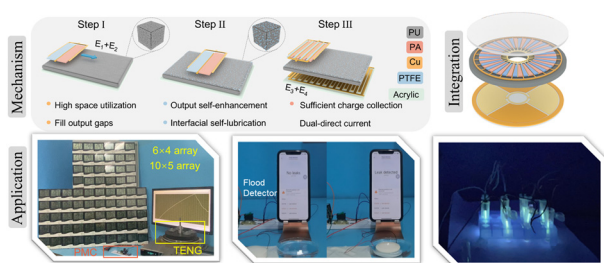 Mechanism
Step I
Step II
Step III
E1+E2
E3+E4
PU
PA
Cu
PTFE
Acrylic
High space utilization
Output self-enhancement
Sufficient charge collection
Fill output gaps
Interfacial self-lubrication
Dual-direct current
Integration
Application
6×4 array
10×5 array
TENG
Flood
Detector